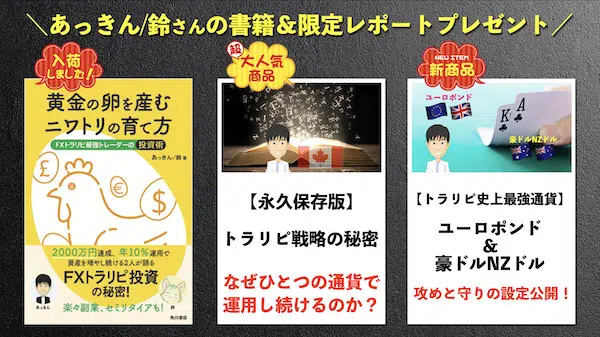 ＼あっきん/鈴さんの書籍＆限定レポートプレゼント／
入荷
しました！
黄金の卵を産む
ニワトリの育て方
FXトラリピ最強トレーダーの投資術
あっきん/鈴 著
2000万円達成、年10%運用で
資産を増やし続ける2人が語る
FXトラリピ投資
の秘密！
楽々副業、セミリタイアも！
あっきん
鈴
角川書店
超
大人気
商品
【永久保存版】
トラリピ戦略の秘密
なぜひとつの通貨で
運用し続けるのか？
NEW ITEM
新商品
ユーロポンド
K
A
豪ドルNZドル
【トラリピ史上最強通貨】
ユーロポンド
&
豪ドルNZドル
攻めと守りの設定公開！